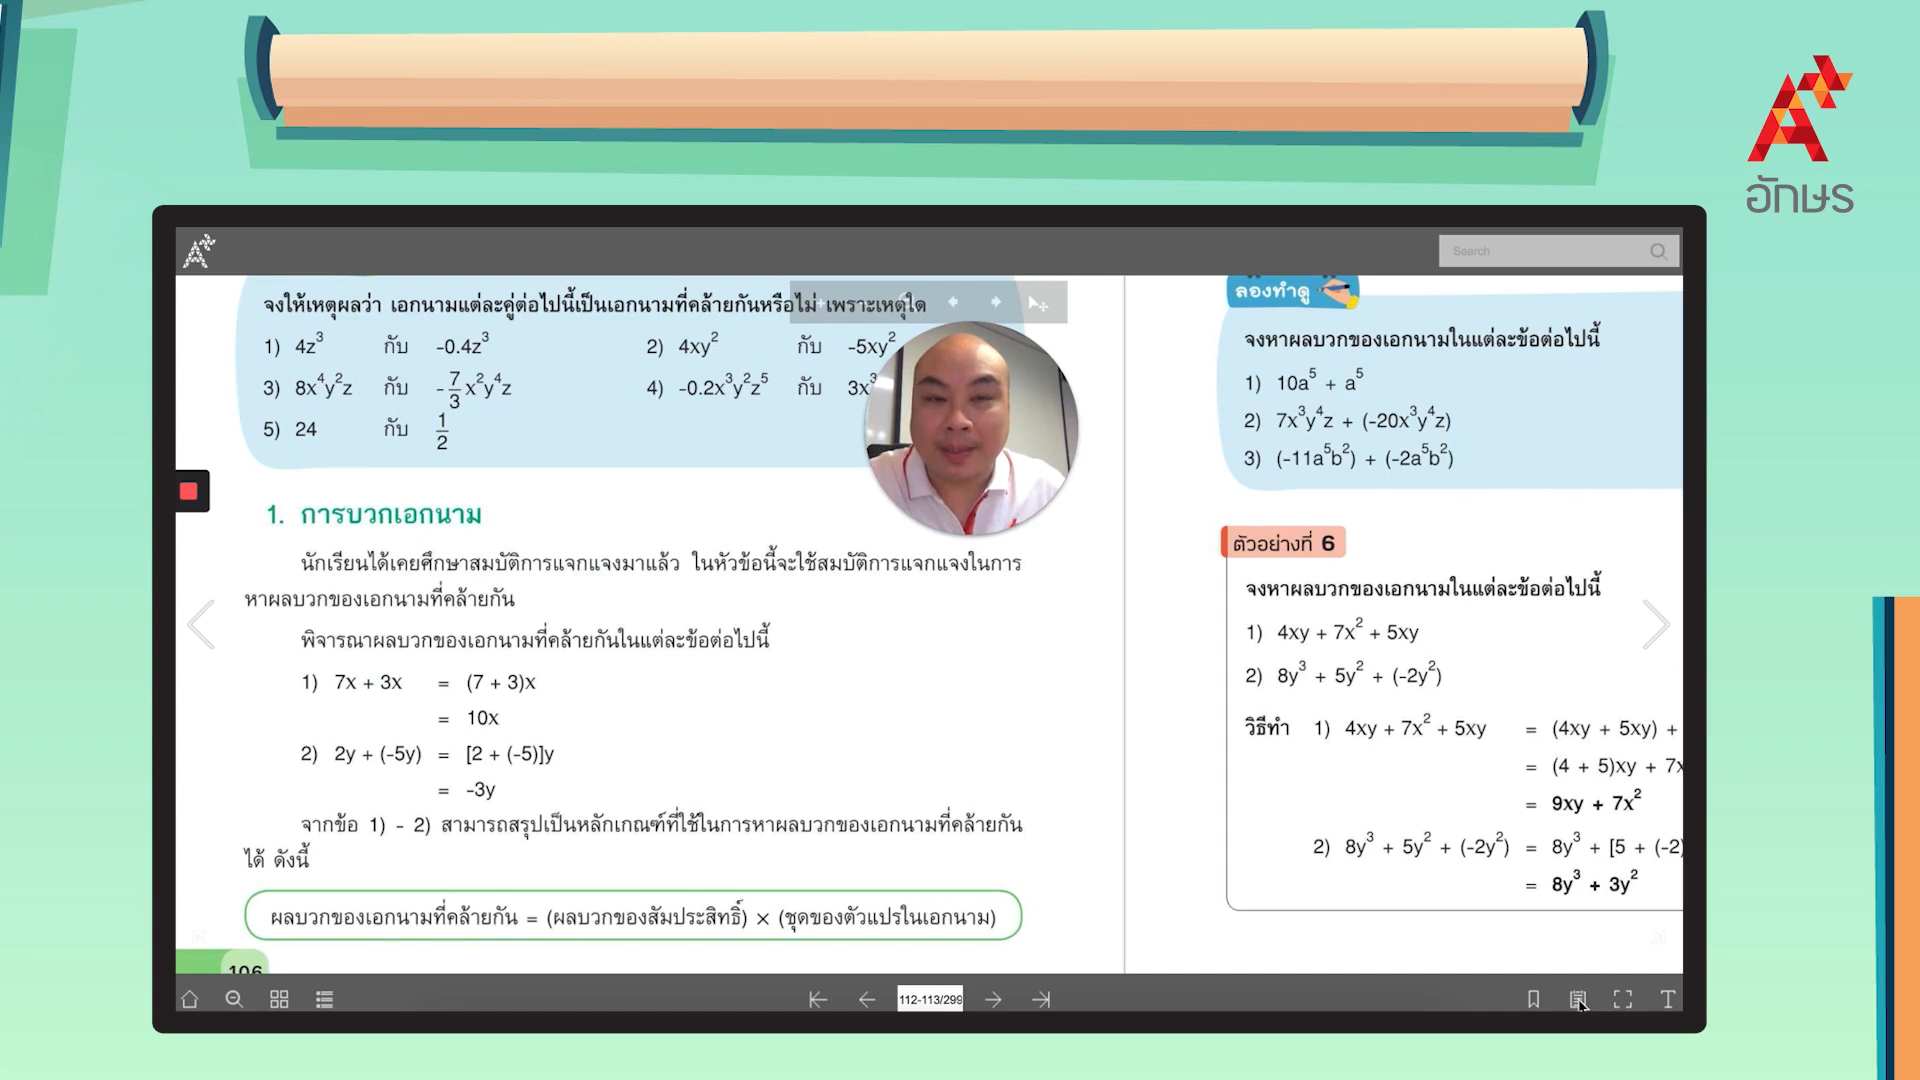 อักษร
Search
จงให้เหตุผลว่า เอกนามแต่ละคู่ต่อไปนี้เป็นเอกนามที่คล้ายกันหรือไม่ เพราะเหตุใด
1) 4z³ กับ -0.4z³ 2) 4xy² กับ -5xy²
3) 8x⁴y²z กับ -7/3x²y⁴z 4) -0.2x³y²z⁵ กับ 3x³
5) 24 กับ 1/2
1. การบวกเอกนาม
นักเรียนได้เคยศึกษาสมบัติการแจกแจงมาแล้ว ในหัวข้อนี้จะใช้สมบัติการแจกแจงในการ
หาผลบวกของเอกนามที่คล้ายกัน
พิจารณาผลบวกของเอกนามที่คล้ายกันในแต่ละข้อต่อไปนี้
1) 7x + 3x = (7 + 3)x
= 10x
2) 2y + (-5y) = [2 + (-5)]y
= -3y
จากข้อ 1) - 2) สามารถสรุปเป็นหลักเกณฑ์ที่ใช้ในการหาผลบวกของเอกนามที่คล้ายกัน
ได้ ดังนี้
ผลบวกของเอกนามที่คล้ายกัน = (ผลบวกของสัมประสิทธิ์) × (ชุดของตัวแปรในเอกนาม)
106
ลองทำดู
จงหาผลบวกของเอกนามในแต่ละข้อต่อไปนี้
1) 10a⁵ + a⁵
2) 7x³y⁴z + (-20x³y⁴z)
3) (-11a⁵b²) + (-2a⁵b²)
ตัวอย่างที่ 6
จงหาผลบวกของเอกนามในแต่ละข้อต่อไปนี้
1) 4xy + 7x² + 5xy
2) 8y³ + 5y² + (-2y²)
วิธีทำ 1) 4xy + 7x² + 5xy = (4xy + 5xy) +
= (4 + 5)xy + 7x
= 9xy + 7x²
2) 8y³ + 5y² + (-2y²) = 8y³ + [5 + (-2)
= 8y³ + 3y²
112-113/299
T